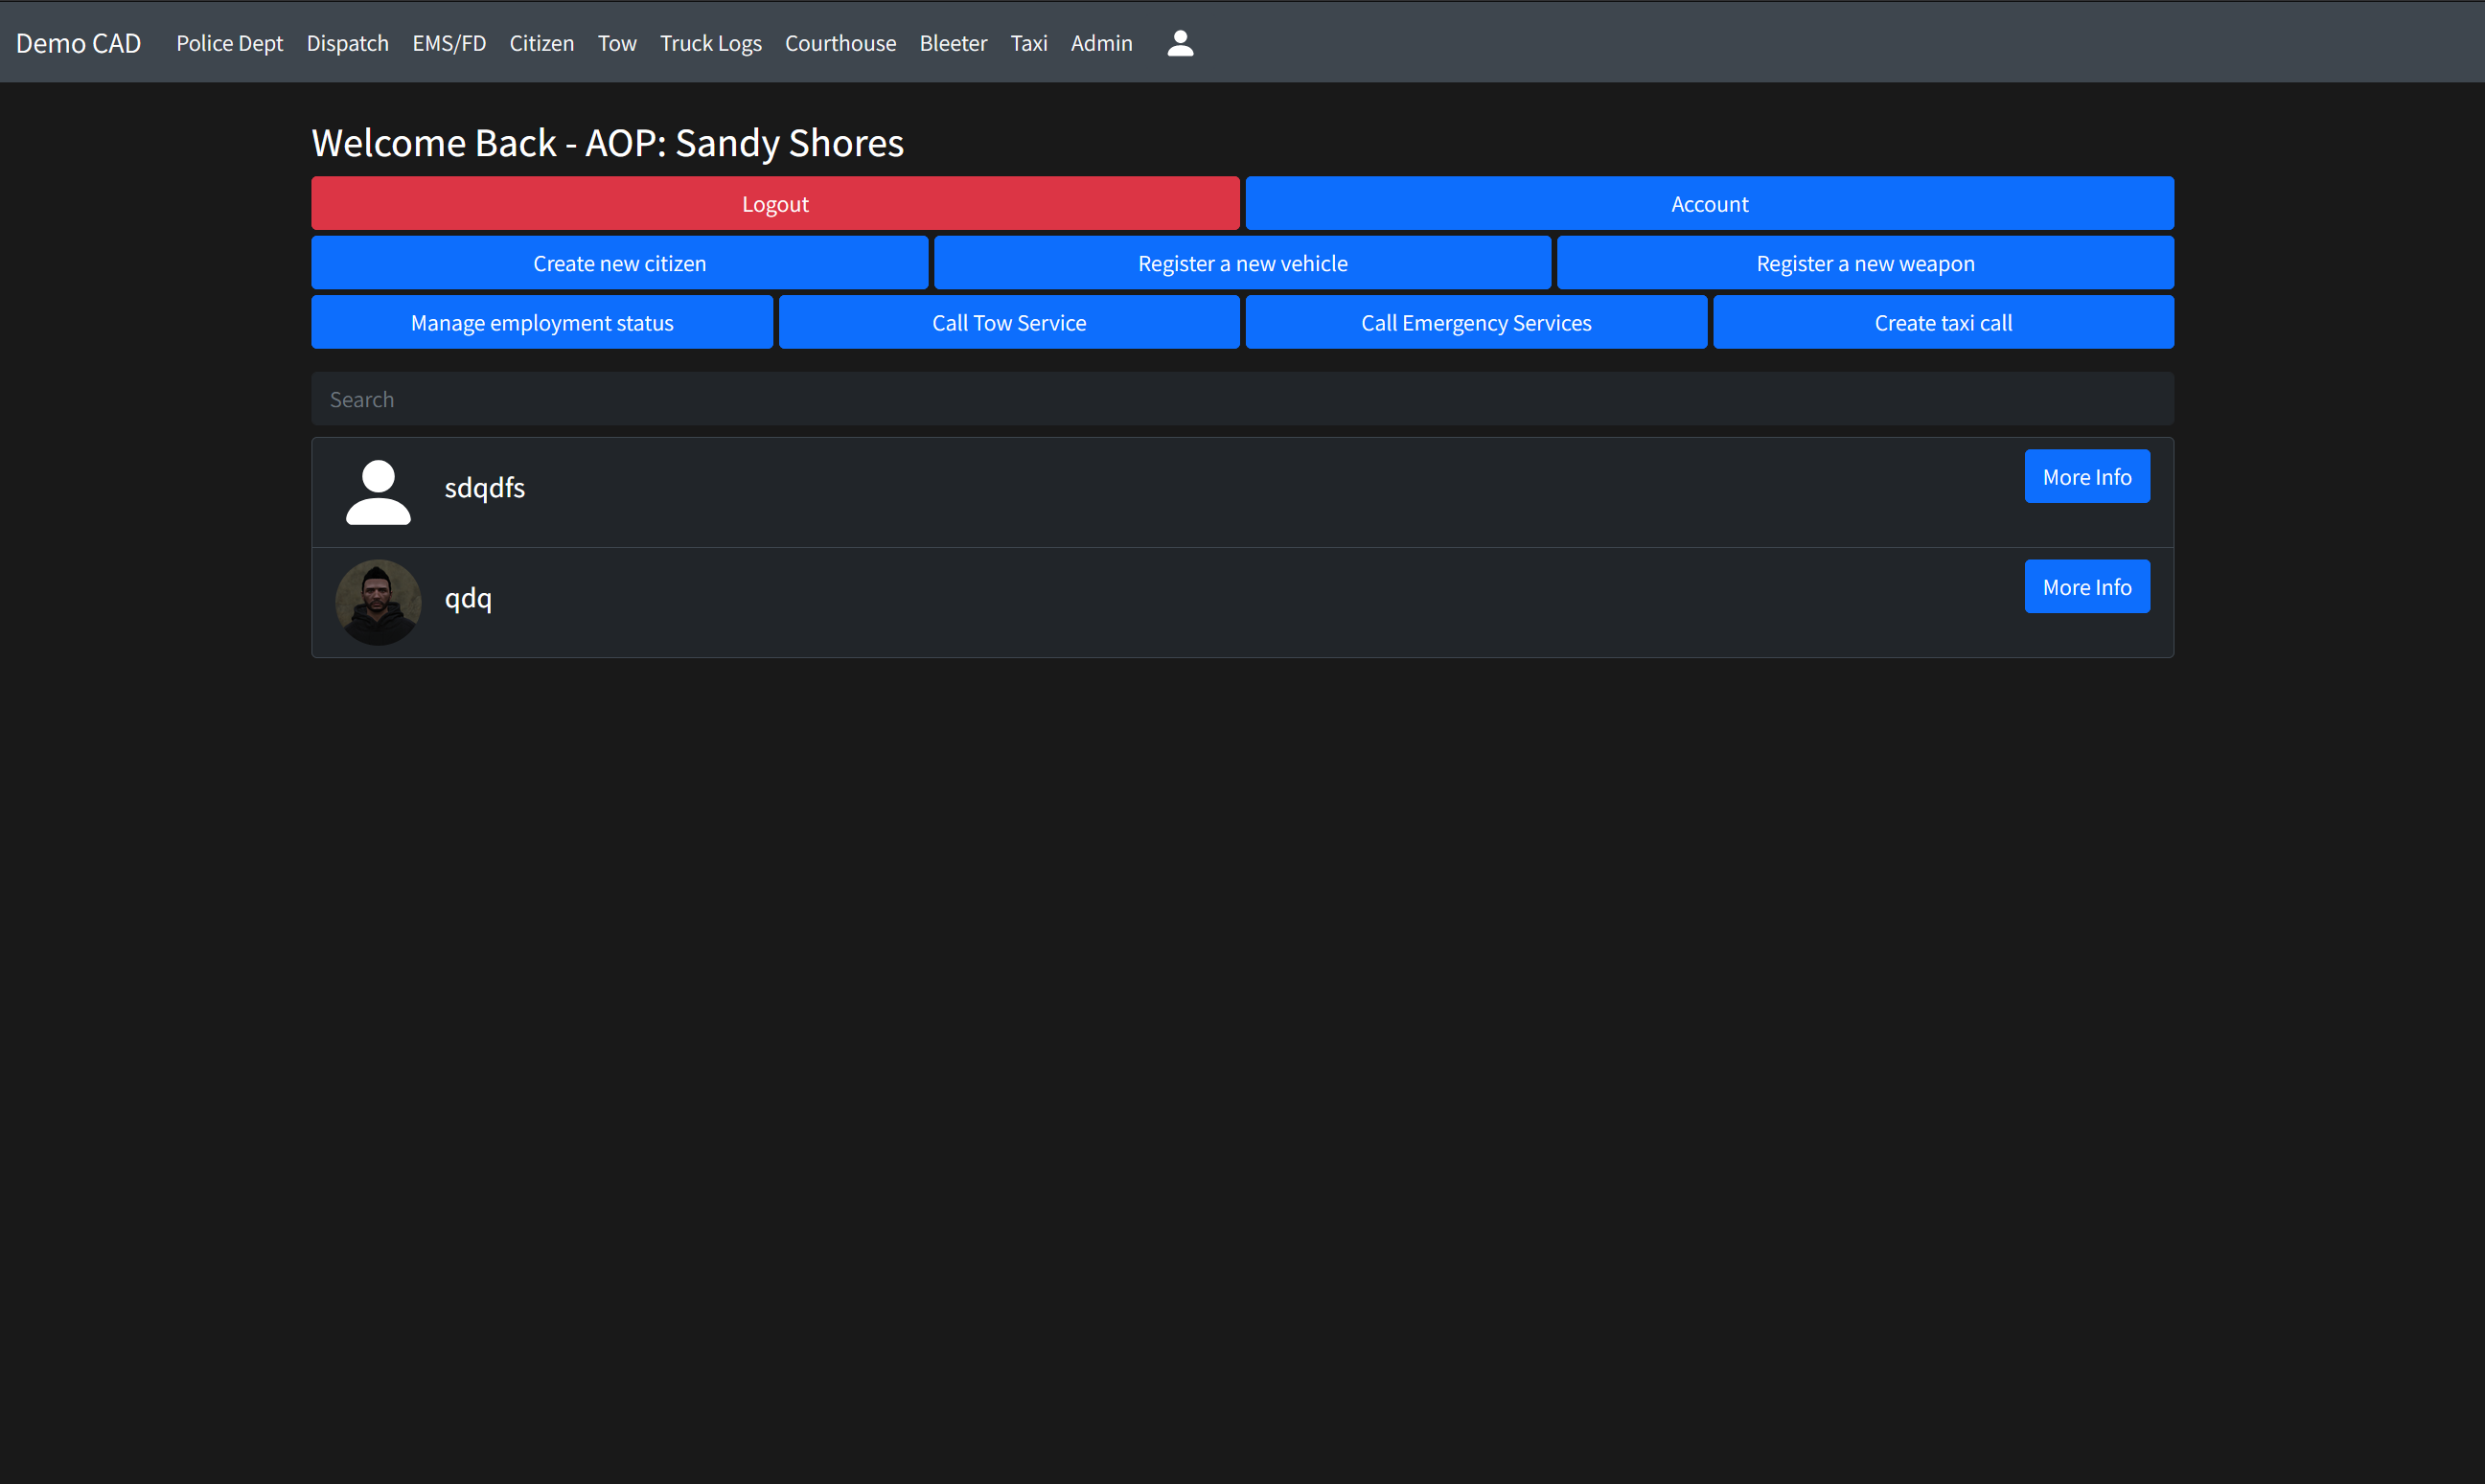 Demo CAD Police Dept Dispatch EMS/FD Citizen Tow Truck Logs Courthouse Bleeter Taxi Admin
Welcome Back - AOP: Sandy Shores
Logout Account
Create new citizen Register a new vehicle Register a new weapon
Manage employment status Call Tow Service Call Emergency Services Create taxi call
Search
sdqdfs More Info
qdq More Info